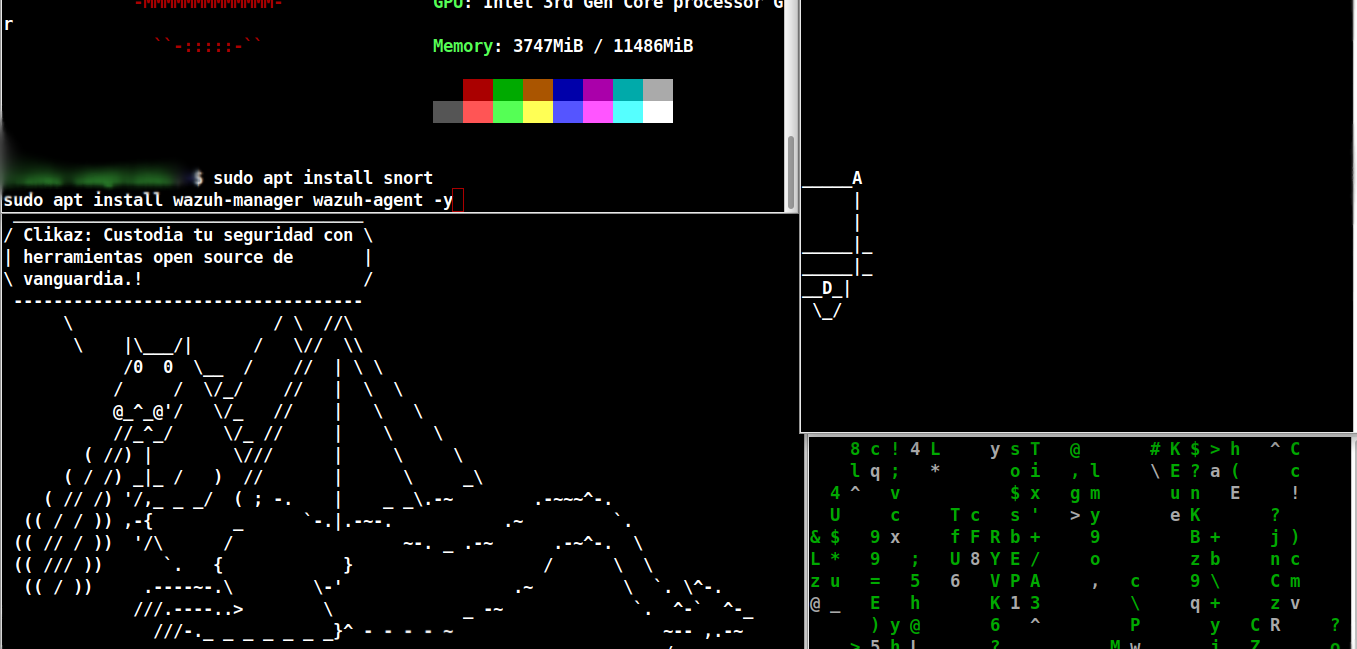 GPU: Intel 3rd Gen Core processor G
r
Memory: 3747MiB / 11486MiB
$ sudo apt install snort
sudo apt install wazuh-manager wazuh-agent -y
/ Clikaz: Custodia tu seguridad con \
| herramientas open source de |
\ vanguardia.! /
A
D
8 c ! 4 L y s T @ # K $ > h ^ C
l q ; * o i , l \ E ? a ( c
4 ^ v $ x g m u n E !
U c T c s ' > y e K ?
& $ 9 x f F R b + 9 B + j )
L * 9 ; U 8 Y E / o z b n c
z u = 5 6 V P A , c 9 \ C m
@ _ E h K 1 3 \ q + z v
) y @ 6 ^ P y C R ?